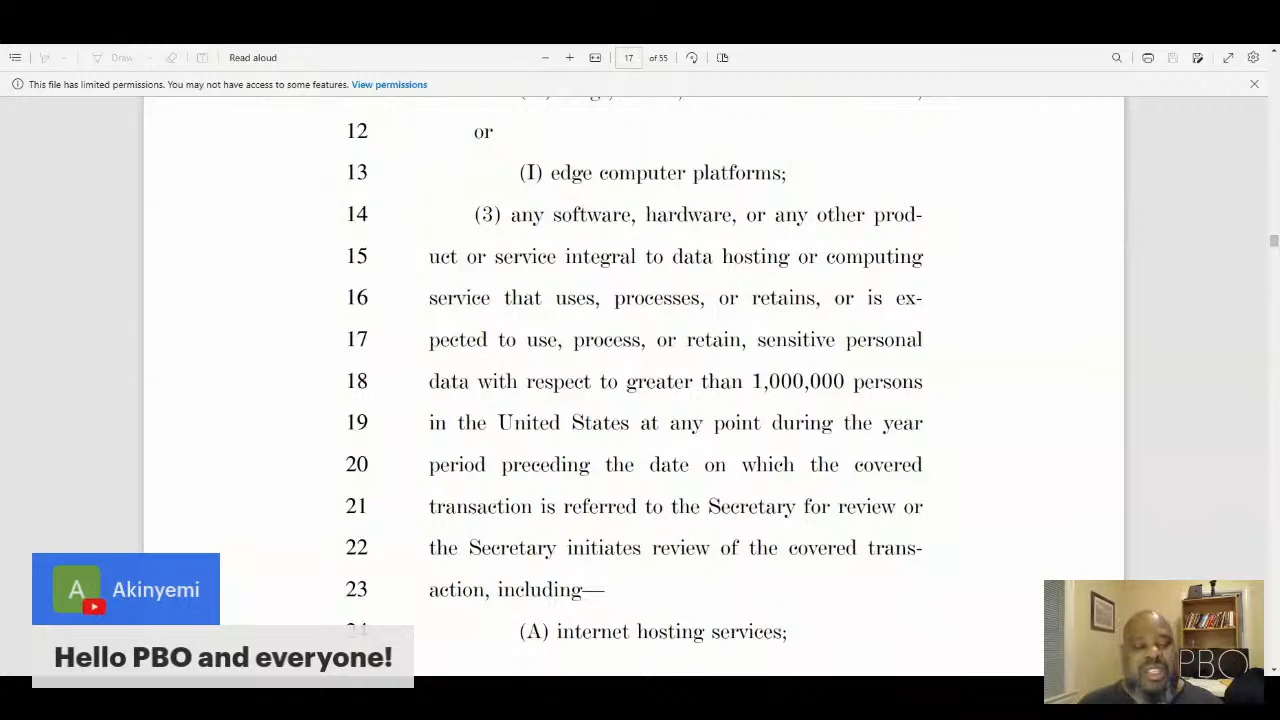 Draw
Read aloud
17 of 55
This file has limited permissions. You may not have access to some features. View permissions
12 or
13 (I) edge computer platforms;
14 (3) any software, hardware, or any other prod-
15 uct or service integral to data hosting or computing
16 service that uses, processes, or retains, or is ex-
17 pected to use, process, or retain, sensitive personal
18 data with respect to greater than 1,000,000 persons
19 in the United States at any point during the year
20 period preceding the date on which the covered
21 transaction is referred to the Secretary for review or
22 the Secretary initiates review of the covered trans-
23 action, including—
24 (A) internet hosting services;
A Akinyemi
Hello PBO and everyone!
PBO